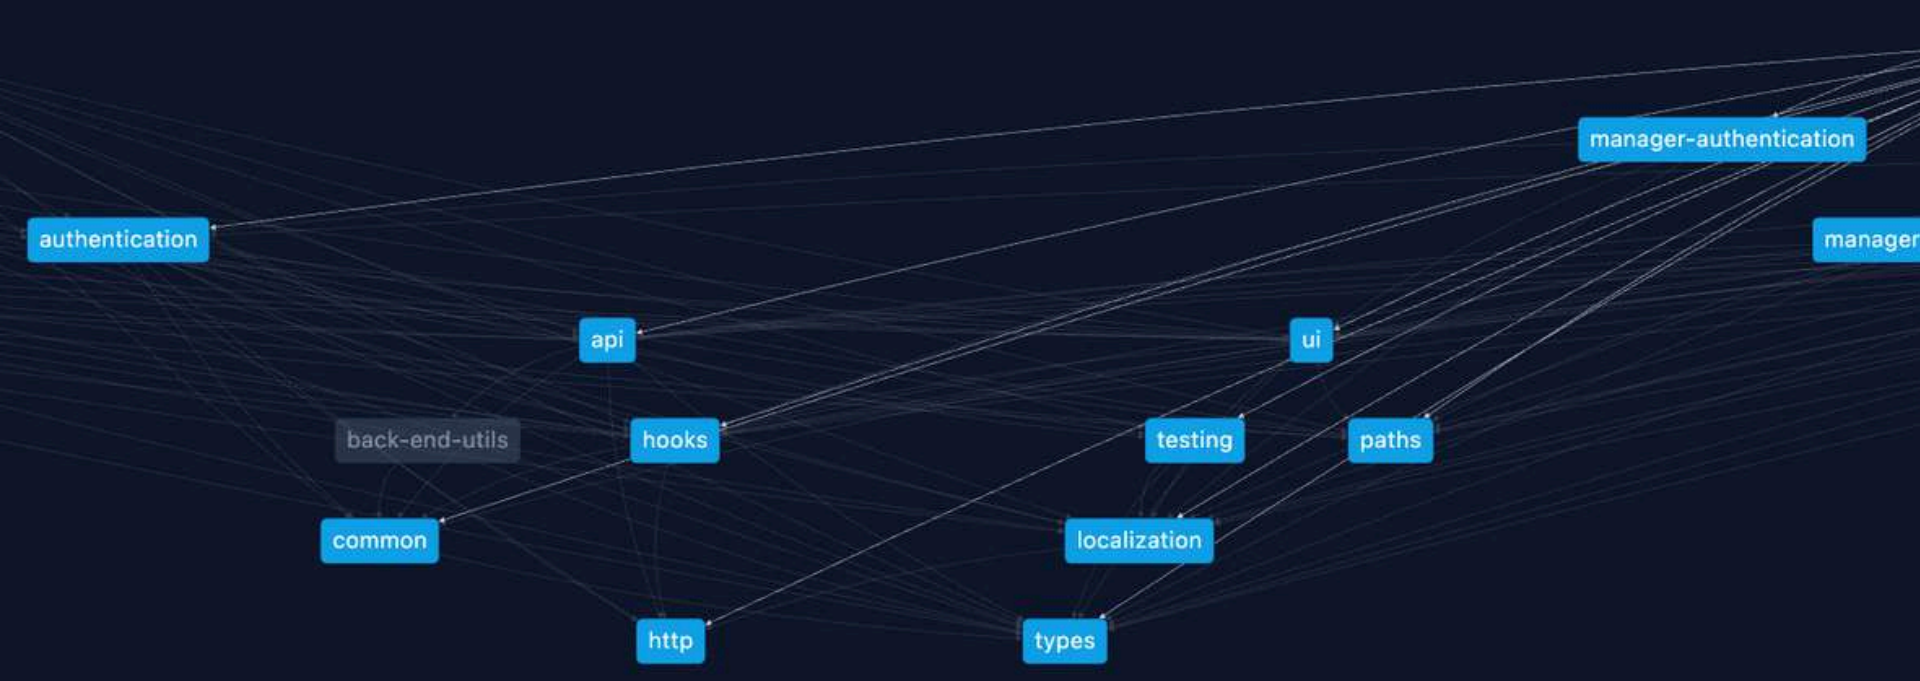 manager-authentication
authentication
manager
api
ui
back-end-utils
hooks
testing
paths
common
localization
http
types